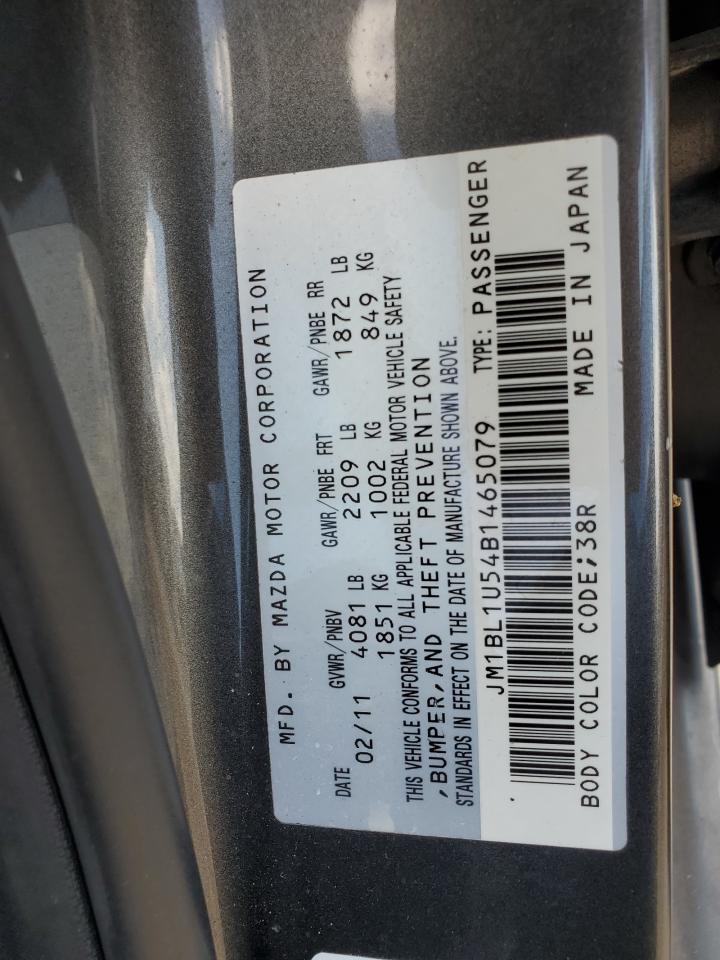 MFD. BY MAZDA MOTOR CORPORATION
DATE GVWR/PNBV GAWR/PNBE FRT GAWR/PNBE RR
02/11 4081 LB 2209 LB 1872 LB
1851 KG 1002 KG 849 KG
THIS VEHICLE CONFORMS TO ALL APPLICABLE FEDERAL MOTOR VEHICLE SAFETY
,BUMPER,AND THEFT PREVENTION
STANDARDS IN EFFECT ON THE DATE OF MANUFACTURE SHOWN ABOVE.
JM1BL1U54B1465079 TYPE: PASSENGER
BODY COLOR CODE;38R MADE IN JAPAN